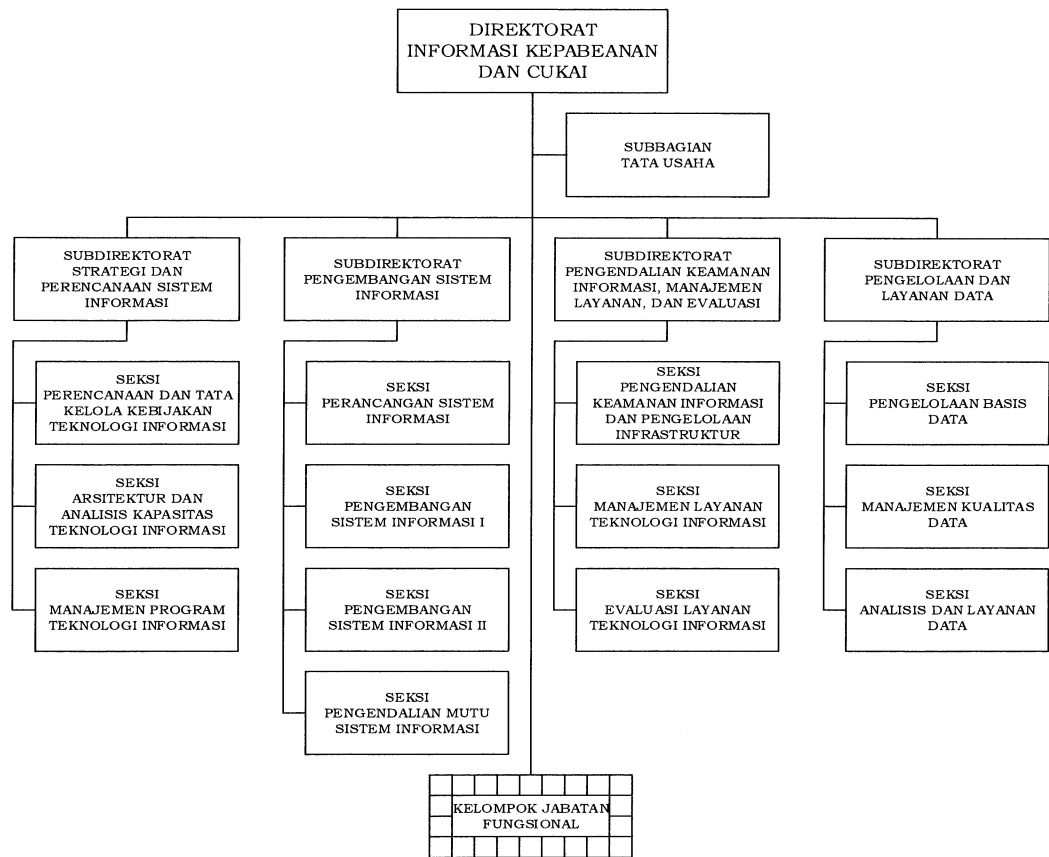 DIREKTORAT
INFORMASI KEPABEANAN
DAN CUKAI
SUBBAGIAN
TATA USAHA
SUBDIREKTORAT
STRATEGI DAN
PERENCANAAN SISTEM
INFORMASI
SUBDIREKTORAT
PENGEMBANGAN SISTEM
INFORMASI
SUBDIREKTORAT
PENGENDALIAN KEAMANAN
INFORMASI, MANAJEMEN
LAYANAN, DAN EVALUASI
SUBDIREKTORAT
PENGELOLAAN DAN
LAYANAN DATA
SEKSI
PERENCANAAN DAN TATA
KELOLA KEBIJAKAN
TEKNOLOGI INFORMASI
SEKSI
PERANCANGAN SISTEM
INFORMASI
SEKSI
PENGENDALIAN
KEAMANAN INFORMASI
DAN PENGELOLAAN
INFRASTRUKTUR
SEKSI
PENGELOLAAN BASIS
DATA
SEKSI
ARSITEKTUR DAN
ANALISIS KAPASITAS
TEKNOLOGI INFORMASI
SEKSI
PENGEMBANGAN
SISTEM INFORMASI I
SEKSI
MANAJEMEN LAYANAN
TEKNOLOGI INFORMASI
SEKSI
MANAJEMEN KUALITAS
DATA
SEKSI
MANAJEMEN PROGRAM
TEKNOLOGI INFORMASI
SEKSI
PENGEMBANGAN
SISTEM INFORMASI II
SEKSI
EVALUASI LAYANAN
TEKNOLOGI INFORMASI
SEKSI
ANALISIS DAN LAYANAN
DATA
SEKSI
PENGENDALIAN MUTU
SISTEM INFORMASI
KELOMPOK JABATAN
FUNGSIONAL